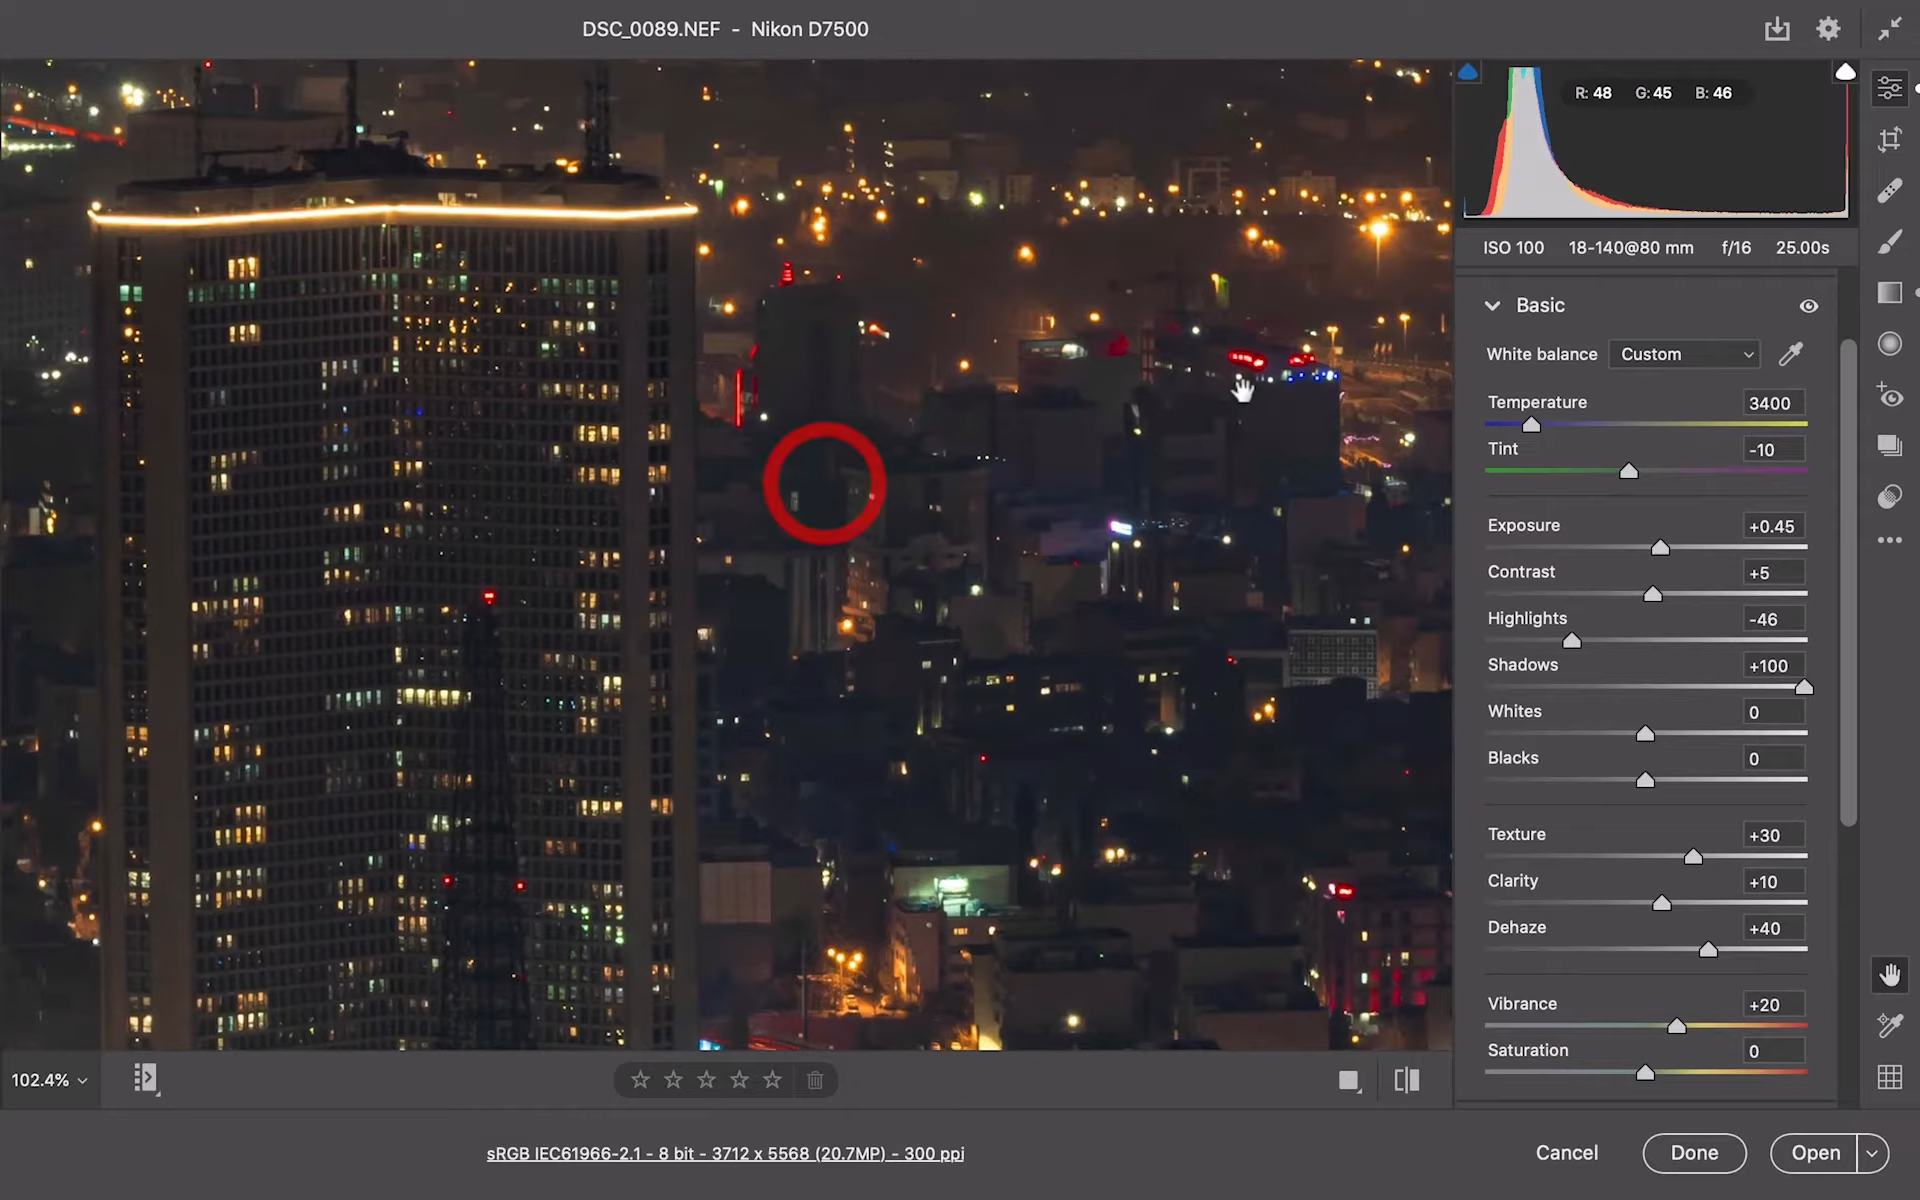 DSC_0089.NEF - Nikon D7500
R: 48 G: 45 B: 46
ISO 100 18-140@80 mm f/16 25.00s
Basic
White balance Custom
Temperature 3400
Tint -10
Exposure +0.45
Contrast +5
Highlights -46
Shadows +100
Whites 0
Blacks 0
Texture +30
Clarity +10
Dehaze +40
Vibrance +20
Saturation 0
102.4%
sRGB IEC61966-2.1 - 8 bit - 3712 x 5568 (20.7MP) - 300 ppi
Cancel Done Open